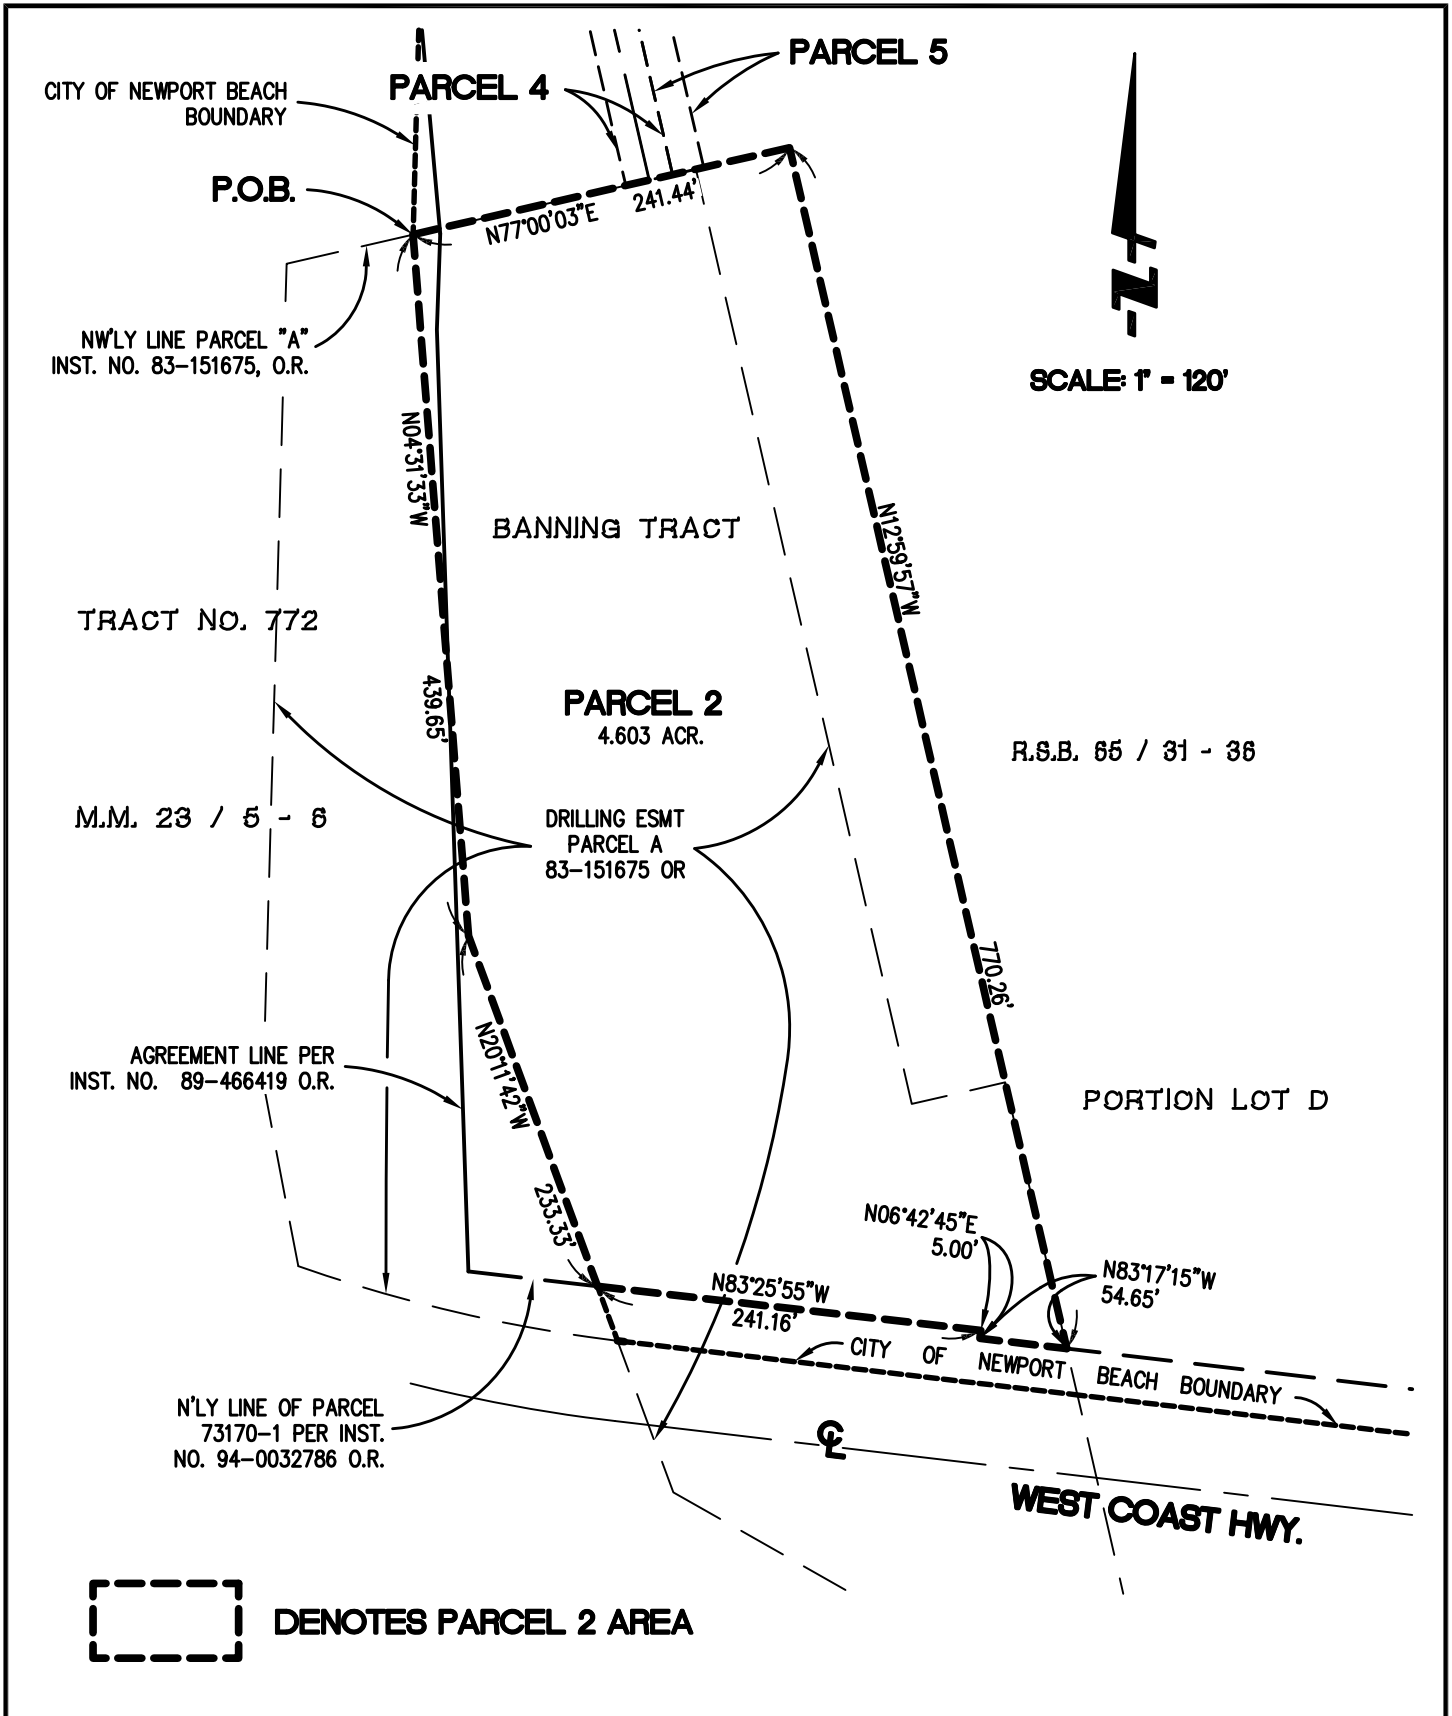 PARCEL 5
PARCEL 4
CITY OF NEWPORT BEACH
BOUNDARY
P.O.B.
N77°00'03"E
241.44'
N
NW'LY LINE PARCEL "A"
INST. NO. 83-151675, O.R.
SCALE: 1" - 120'
N04°31'33"W
439.65'
BANNING TRACT
N12°59'57"W
770.26'
TRACT NO. 772
PARCEL 2
4.603 ACR.
R.S.B. 65 / 31 - 36
M.M. 23 / 5 - 6
DRILLING ESMT
PARCEL A
83-151675 OR
AGREEMENT LINE PER
INST. NO. 89-466419 O.R.
N20°11'42"W
233.33'
PORTION LOT D
N06°42'45"E
5.00'
N83°17'15"W
54.65'
N83°25'55"W
241.16'
CITY OF NEWPORT BEACH BOUNDARY
N'LY LINE OF PARCEL
73170-1 PER INST.
NO. 94-0032786 O.R.
℄
WEST COAST HWY.
DENOTES PARCEL 2 AREA